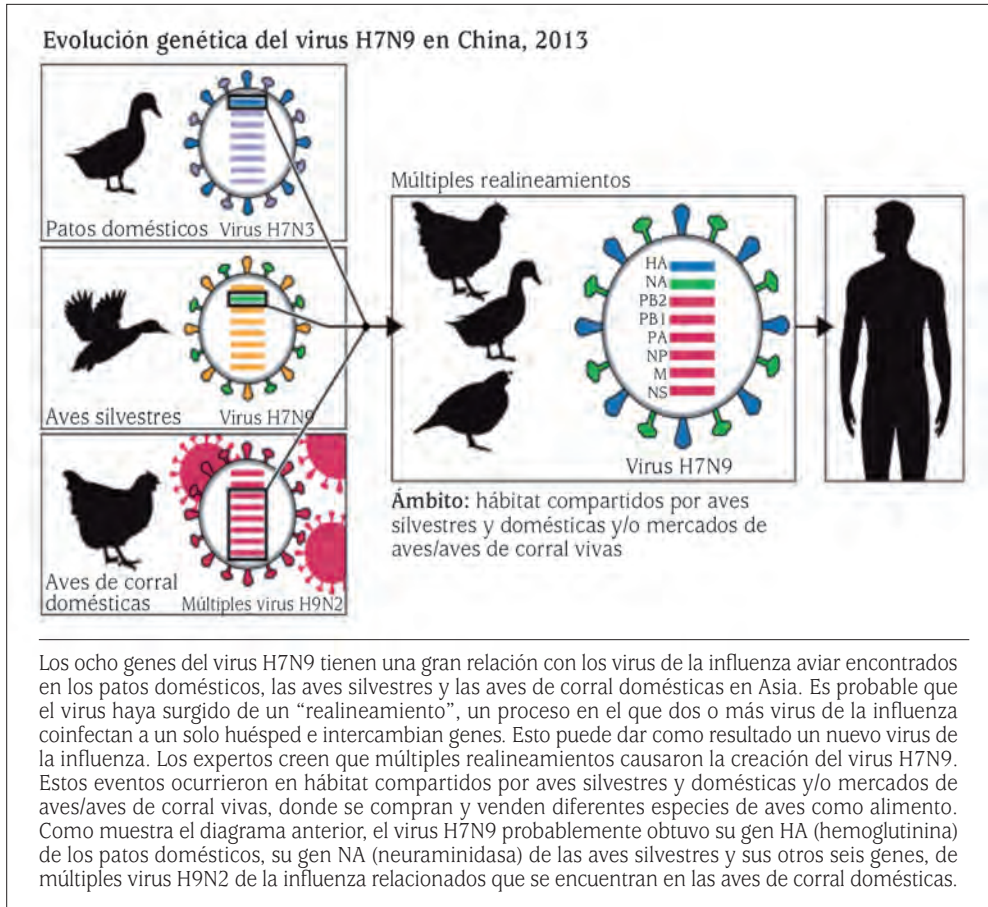 Evolución genética del virus H7N9 en China, 2013
Patos domésticos Virus H7N3
Aves silvestres Virus H7N9
Aves de corral
domésticas Múltiples virus H9N2
Múltiples realineamientos
HA
NA
PB2
PB1
PA
NP
M
NS
Virus H7N9
Ámbito: hábitat compartidos por aves
silvestres y domésticas y/o mercados de
aves/aves de corral vivas
Los ocho genes del virus H7N9 tienen una gran relación con los virus de la influenza aviar encontrados
en los patos domésticos, las aves silvestres y las aves de corral domésticas en Asia. Es probable que
el virus haya surgido de un “realineamiento”, un proceso en el que dos o más virus de la influenza
coinfectan a un solo huésped e intercambian genes. Esto puede dar como resultado un nuevo virus de
la influenza. Los expertos creen que múltiples realineamientos causaron la creación del virus H7N9.
Estos eventos ocurrieron en hábitat compartidos por aves silvestres y domésticas y/o mercados de
aves/aves de corral vivas, donde se compran y venden diferentes especies de aves como alimento.
Como muestra el diagrama anterior, el virus H7N9 probablemente obtuvo su gen HA (hemoglutinina)
de los patos domésticos, su gen NA (neuraminidasa) de las aves silvestres y sus otros seis genes, de
múltiples virus H9N2 de la influenza relacionados que se encuentran en las aves de corral domésticas.